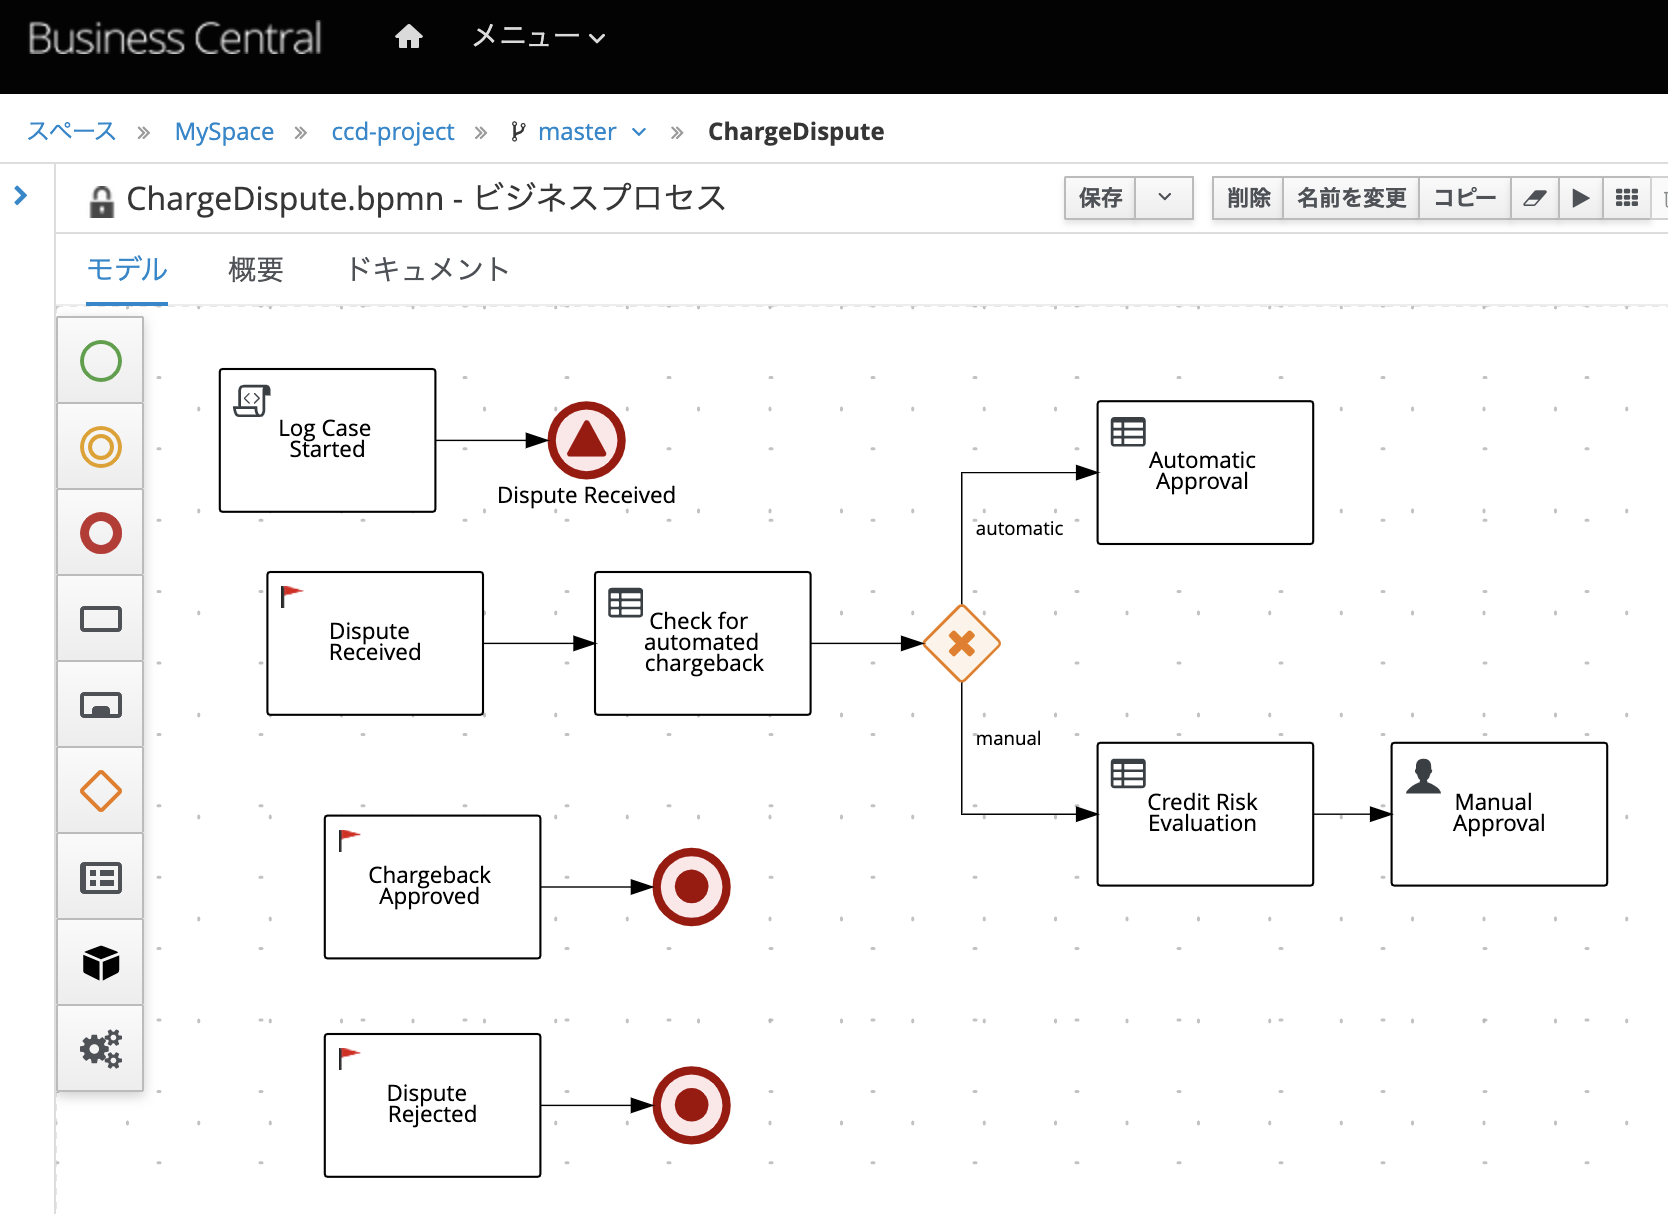 Business Central
メニュー
スペース » MySpace » ccd-project » master » ChargeDispute
ChargeDispute.bpmn - ビジネスプロセス
保存
削除
名前を変更
コピー
モデル
概要
ドキュメント
Log Case
Started
Dispute Received
Automatic
Approval
automatic
Dispute
Received
Check for
automated
chargeback
manual
Credit Risk
Evaluation
Manual
Approval
Chargeback
Approved
Dispute
Rejected